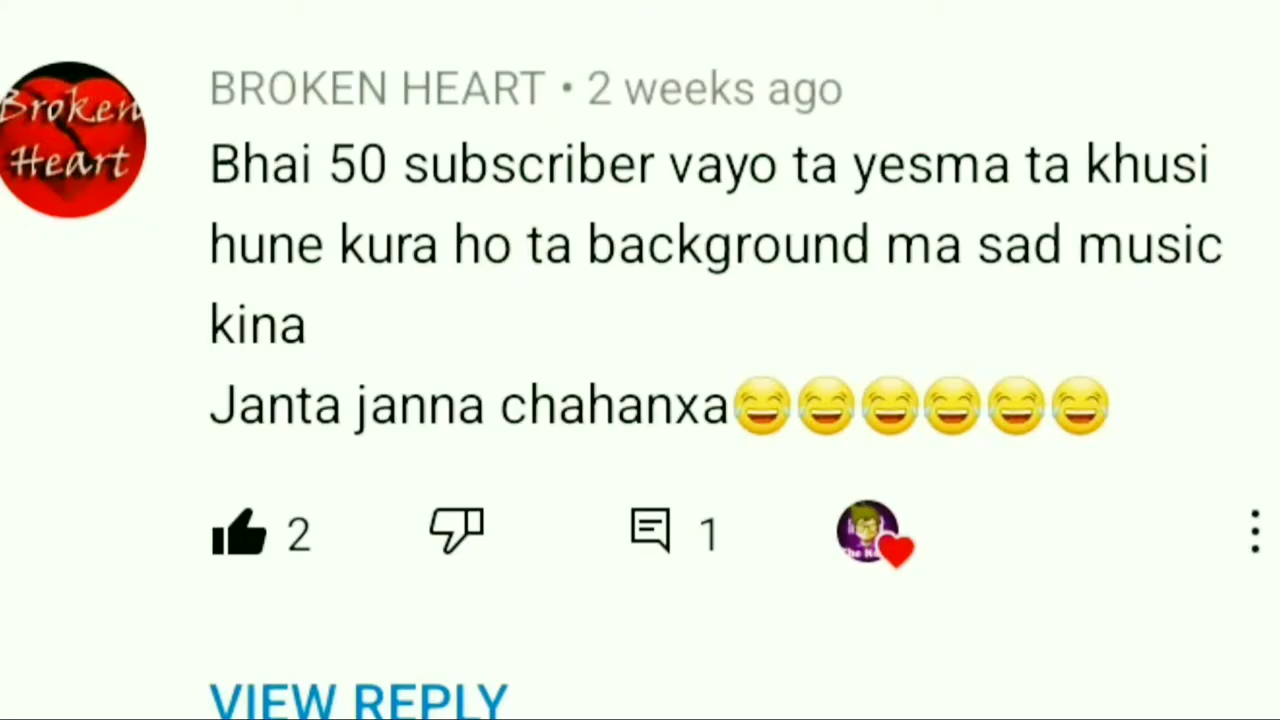 Broken
Heart
BROKEN HEART • 2 weeks ago
Bhai 50 subscriber vayo ta yesma ta khusi
hune kura ho ta background ma sad music
kina
Janta janna chahanxa😂😂😂😂😂😂
2
1
VIEW REPLY